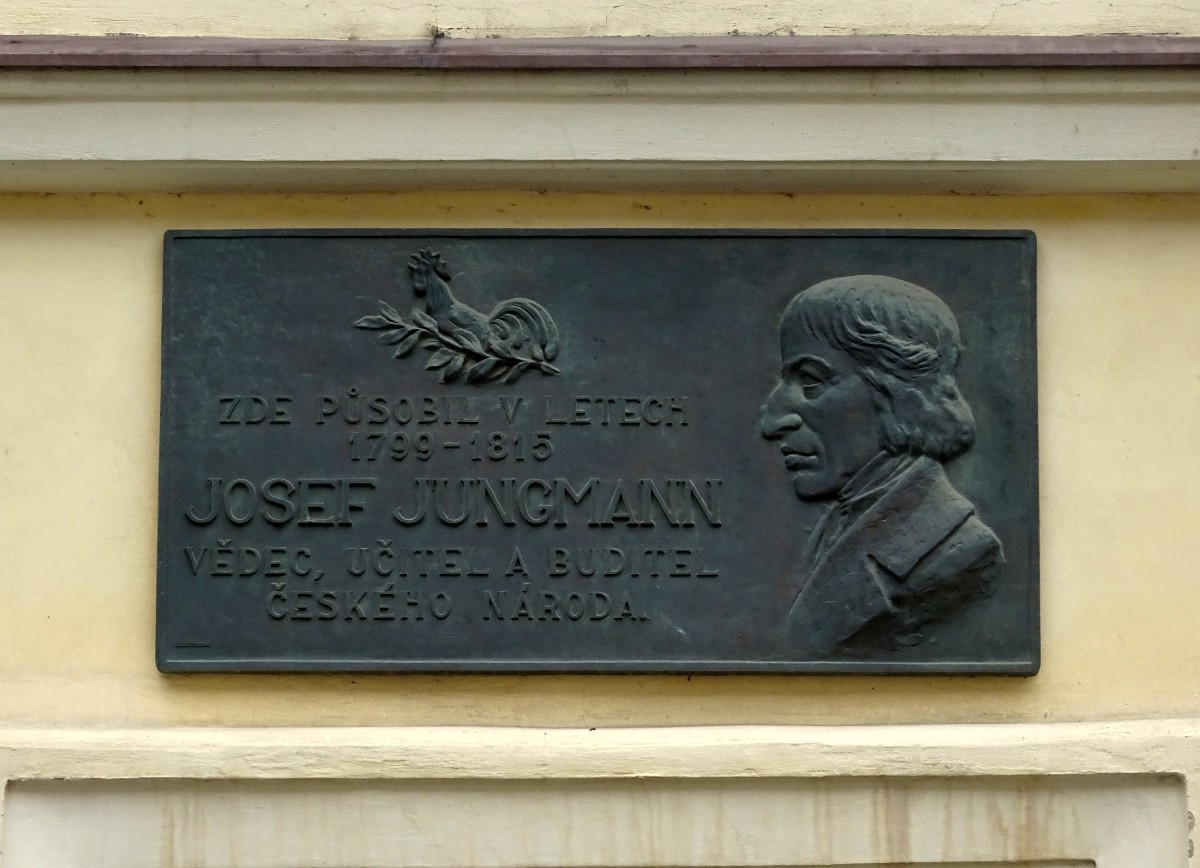 ZDE PŮSOBIL V LETECH
1799-1815
JOSEF JUNGMANN
VĚDEC, UČITEL A BUDITEL
ČESKÉHO NÁRODA.